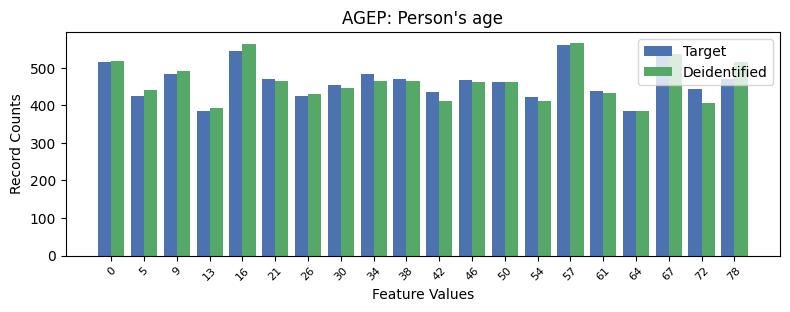 AGEP: Person's age
Target
Deidentified
Record Counts
500
400
300
200
100
0
0 5 9 13 16 21 26 30 34 38 42 46 50 54 57 61 64 67 72 78
Feature Values